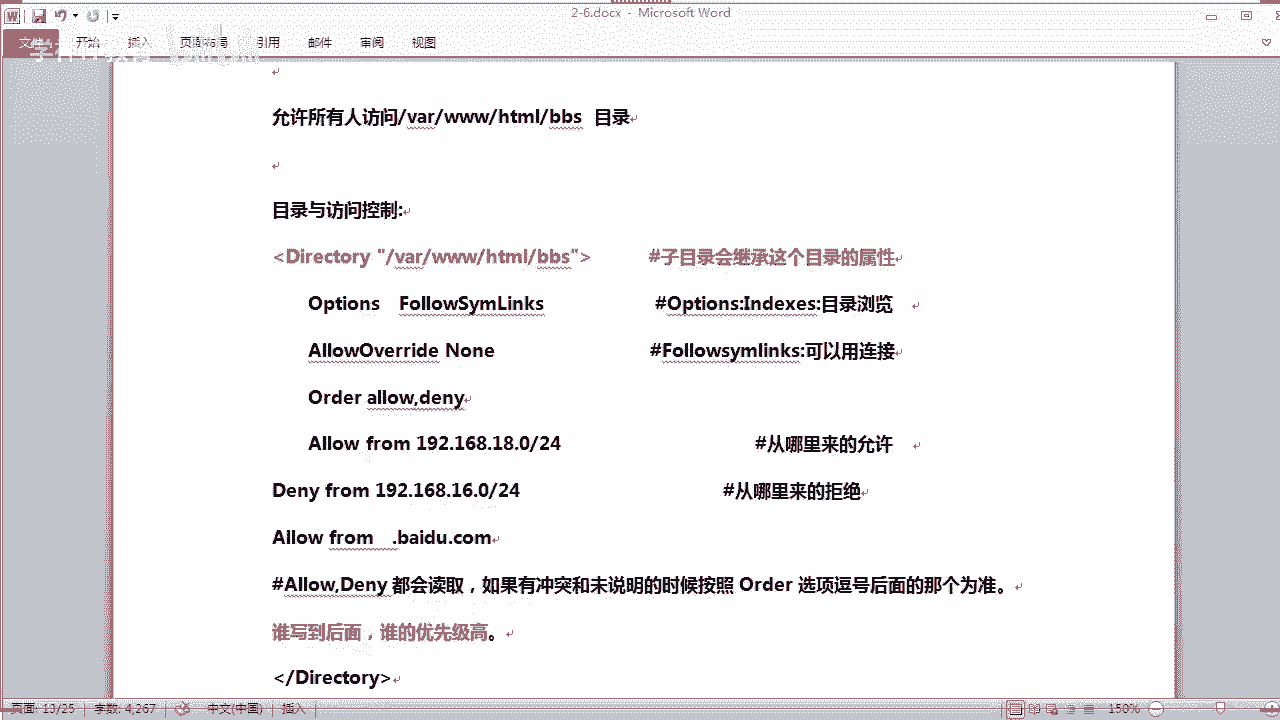 2-6.docx - Microsoft Word
文件 开始 插入 页面布局 引用 邮件 审阅 视图
允许所有人访问/var/www/html/bbs 目录
目录与访问控制:
<Directory "/var/www/html/bbs"> #子目录会继承这个目录的属性
Options FollowSymLinks #Options:Indexes:目录浏览
AllowOverride None #Followsymlinks:可以用连接
Order allow,deny
Allow from 192.168.18.0/24 #从哪里来的允许
Deny from 192.168.16.0/24 #从哪里来的拒绝
Allow from .baidu.com
#Allow,Deny 都会读取，如果有冲突和未说明的时候按照 Order 选项逗号后面的那个为准。
谁写到后面，谁的优先级高。
</Directory>
页面: 13/25 字数: 4,267 中文(中国) 插入 150%